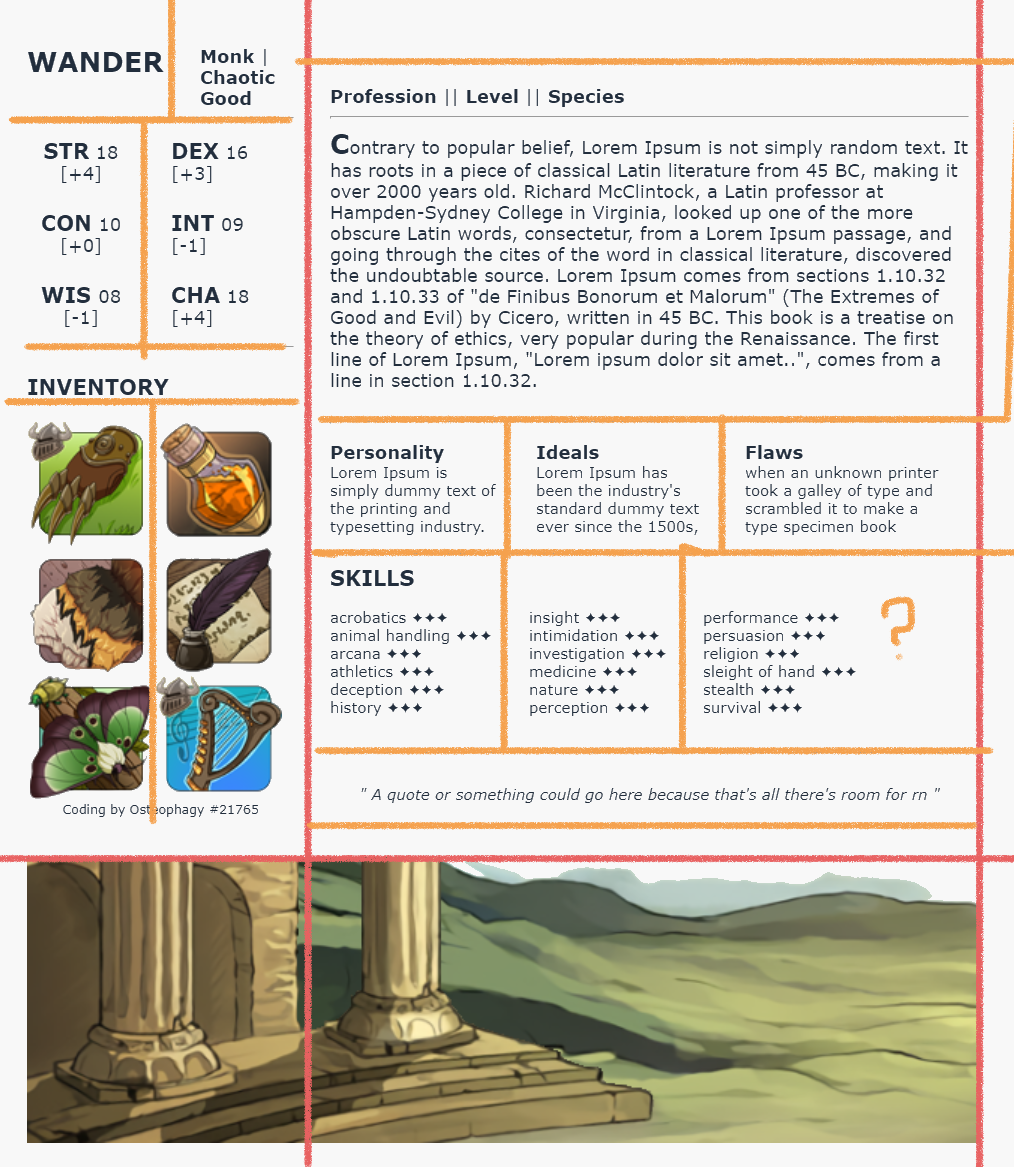 WANDER
Monk |
Chaotic
Good
STR 18
[+4]
DEX 16
[+3]
CON 10
[+0]
INT 09
[-1]
WIS 08
[-1]
CHA 18
[+4]
INVENTORY
Coding by Osteophagy #21765
Profession || Level || Species
Contrary to popular belief, Lorem Ipsum is not simply random text. It
has roots in a piece of classical Latin literature from 45 BC, making it
over 2000 years old. Richard McClintock, a Latin professor at
Hampden-Sydney College in Virginia, looked up one of the more
obscure Latin words, consectetur, from a Lorem Ipsum passage, and
going through the cites of the word in classical literature, discovered
the undoubtable source. Lorem Ipsum comes from sections 1.10.32
and 1.10.33 of "de Finibus Bonorum et Malorum" (The Extremes of
Good and Evil) by Cicero, written in 45 BC. This book is a treatise on
the theory of ethics, very popular during the Renaissance. The first
line of Lorem Ipsum, "Lorem ipsum dolor sit amet..", comes from a
line in section 1.10.32.
Personality
Lorem Ipsum is
simply dummy text of
the printing and
typesetting industry.
Ideals
Lorem Ipsum has
been the industry's
standard dummy text
ever since the 1500s,
Flaws
when an unknown printer
took a galley of type and
scrambled it to make a
type specimen book
SKILLS
acrobatics ✦✦✦
animal handling ✦✦✦
arcana ✦✦✦
athletics ✦✦✦
deception ✦✦✦
history ✦✦✦
insight ✦✦✦
intimidation ✦✦✦
investigation ✦✦✦
medicine ✦✦✦
nature ✦✦✦
perception ✦✦✦
performance ✦✦✦
persuasion ✦✦✦
religion ✦✦✦
sleight of hand ✦✦✦
stealth ✦✦✦
survival ✦✦✦
?
" A quote or something could go here because that's all there's room for rn "